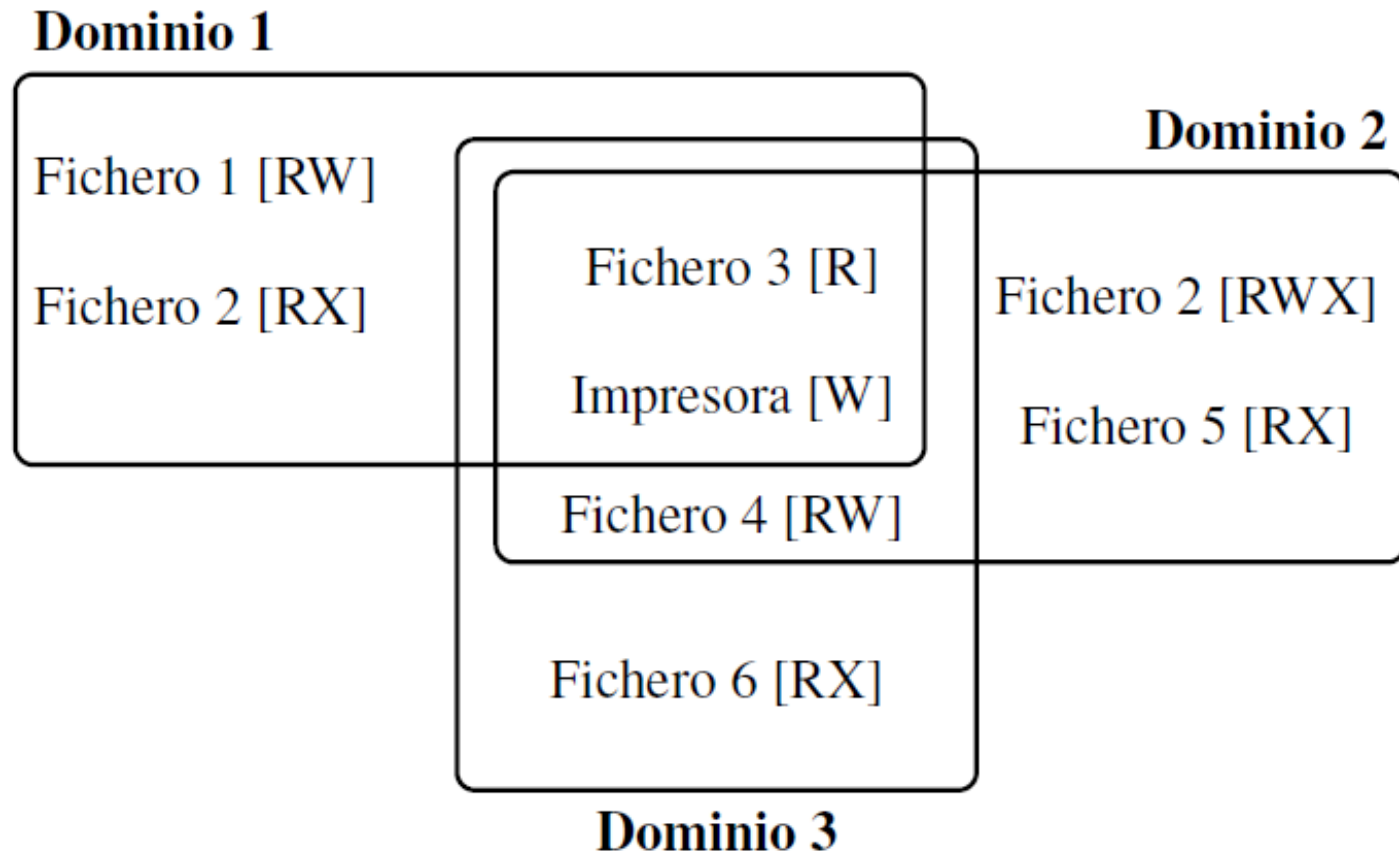 Dominio 1
Dominio 2
Fichero 1 [RW]
Fichero 2 [RX]
Fichero 3 [R]
Impresora [W]
Fichero 4 [RW]
Fichero 2 [RWX]
Fichero 5 [RX]
Fichero 6 [RX]
Dominio 3